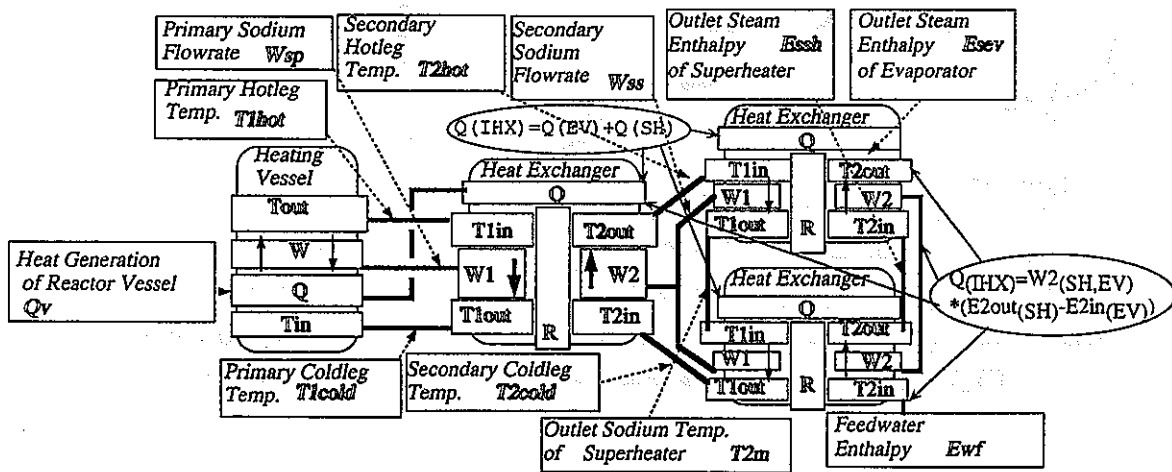 Primary Sodium
Flowrate Wsp
Secondary
Hotleg
Temp. T2hot
Secondary
Sodium
Flowrate Wss
Outlet Steam
Enthalpy Essh
of Superheater
Outlet Steam
Enthalpy Esev
of Evaporator
Primary Hotleg
Temp. T1hot
Q(IHX)=Q(EV)+Q(SH)
Heating
Vessel
Tout
W
Q
Tin
Heat Exchanger
Q
T1in
T2out
W1
W2
T1out
T2in
R
Heat Exchanger
Q
T1in
T2out
W1
W2
T1out
T2in
R
Heat Exchanger
Q
T1in
T2out
W1
W2
T1out
T2in
R
Heat Generation
of Reactor Vessel
Qv
Q(IHX)=W2(SH,EV)
*(E2out(SH)-E2in(EV))
Primary Coldleg
Temp. T1cold
Secondary Coldleg
Temp. T2cold
Outlet Sodium Temp.
of Superheater T2m
Feedwater
Enthalpy Ewf